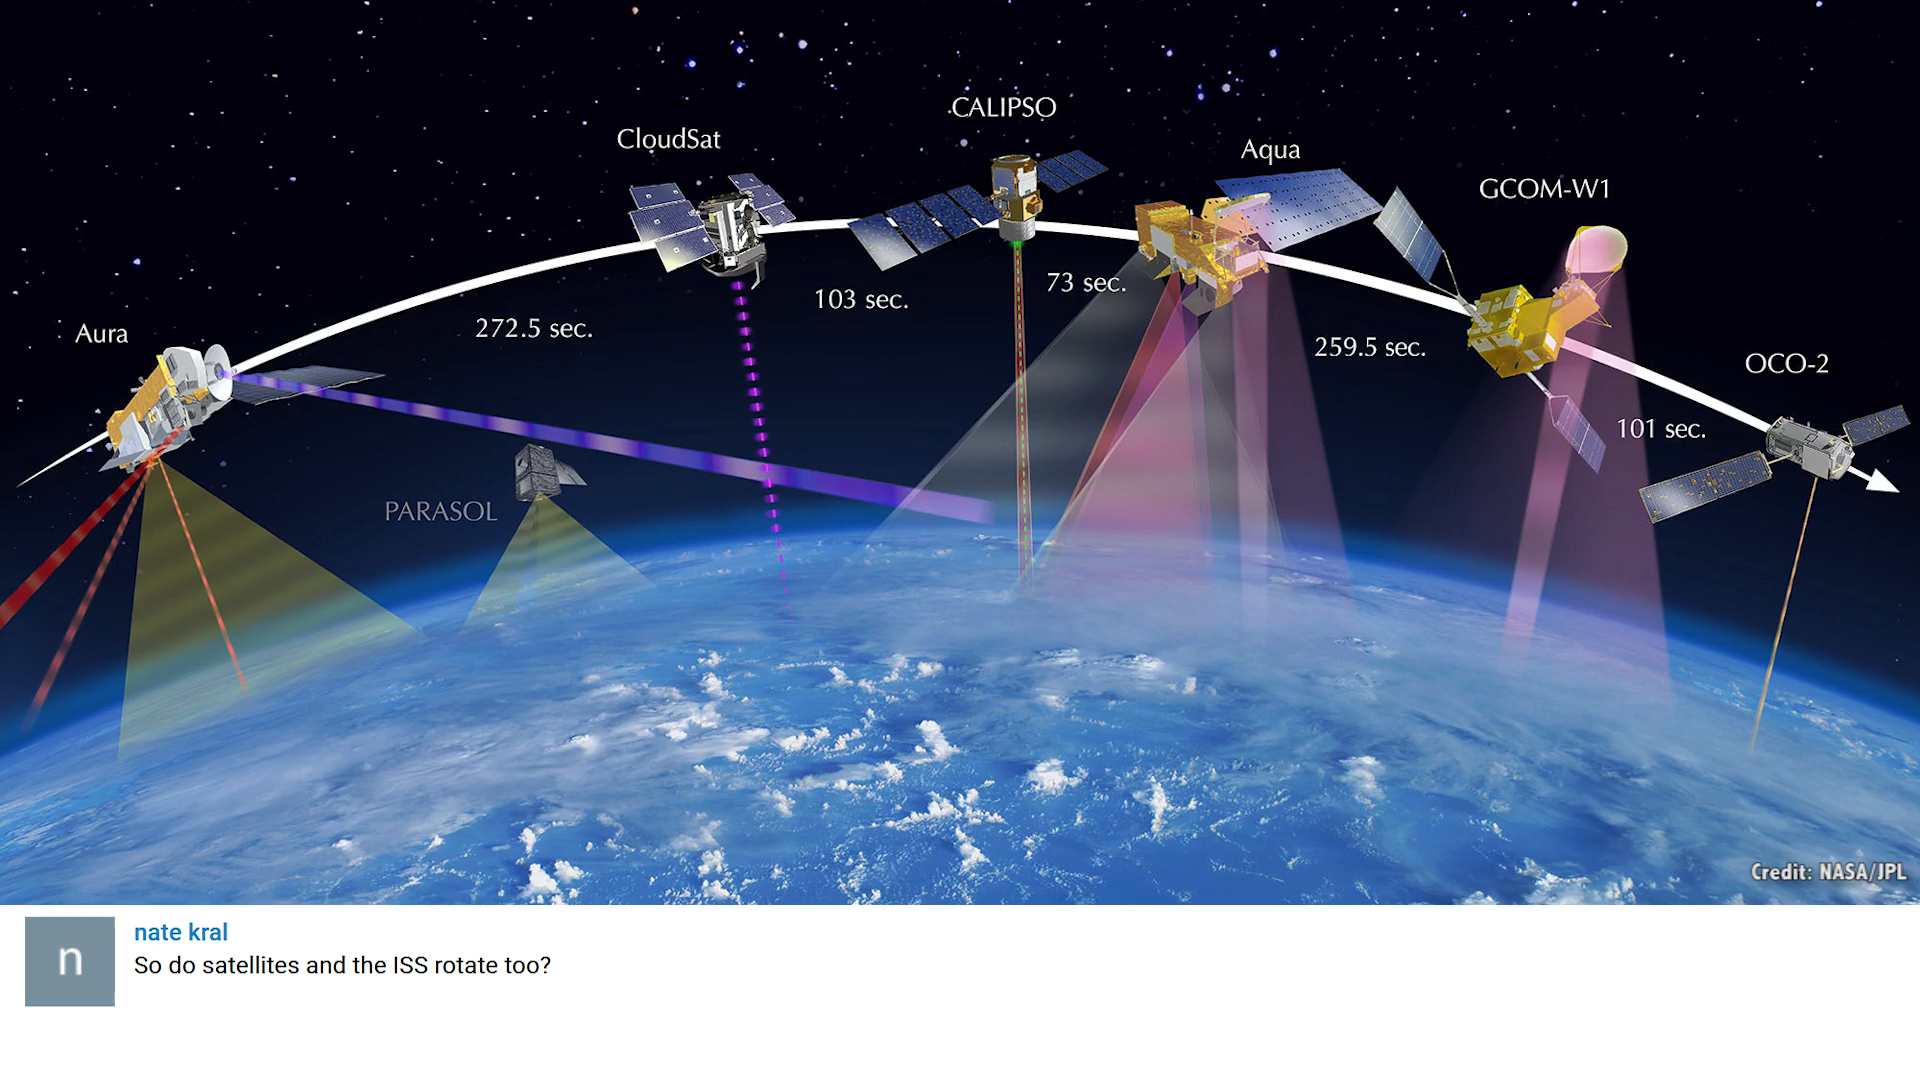 CALIPSO
CloudSat
Aqua
GCOM-W1
103 sec.
73 sec.
272.5 sec.
Aura
259.5 sec.
OCO-2
101 sec.
PARASOL
Credit: NASA/JPL
n
nate kral
So do satellites and the ISS rotate too?